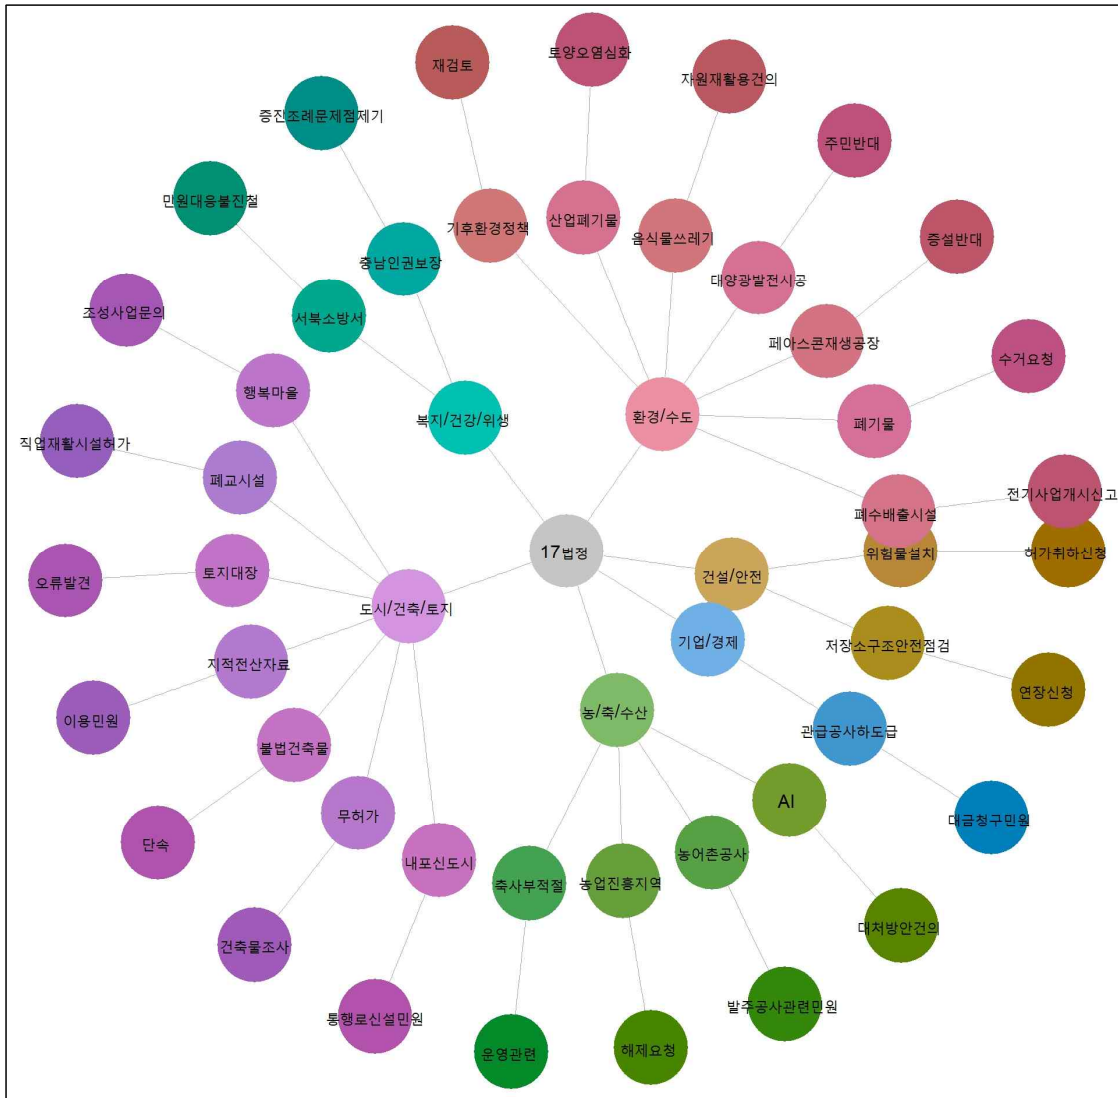 토양오염심화
재검토
자원재활용건의
증진조례문제점제기
주민반대
민원대응불진철
산업폐기물
기후환경정책
음식물쓰레기
증설반대
충남인권보장
대양광발전시공
조성사업문의
서북소방서
페아스콘재생공장
수거요청
행복마을
환경/수도
복지/건강/위생
폐기물
직업재활시설허가
폐교시설
전기사업개시신고
폐수배출시설
17법정
위험물설치
허가취하신청
토지대장
건설/안전
오류발견
도시/건축/토지
기업/경제
저장소구조안전점검
지적전산자료
연장신청
농/축/수산
이용민원
관급공사하도급
불법건축물
AI
무허가
대금청구민원
단속
농어촌공사
내포신도시
축사부적절
농업진흥지역
대처방안건의
건축물조사
발주공사관련민원
통행로신설민원
해제요청
운영관련